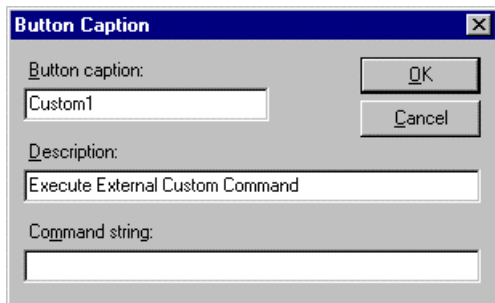 Button Caption
Button caption:
OK
Custom1
Cancel
Description:
Execute External Custom Command
Command string: